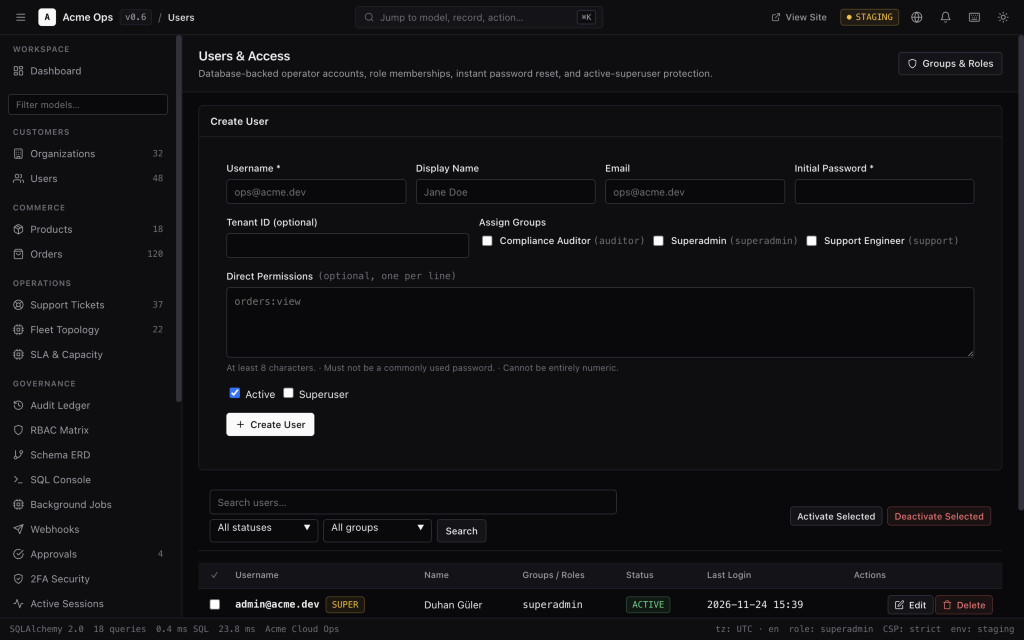 A Acme Ops v0.6 / Users
Jump to model, record, action... ⌘K
View Site STAGING
WORKSPACE
Dashboard
Filter models...
CUSTOMERS
Organizations 32
Users 48
COMMERCE
Products 18
Orders 120
OPERATIONS
Support Tickets 37
Fleet Topology 22
SLA & Capacity
GOVERNANCE
Audit Ledger
RBAC Matrix
Schema ERD
SQL Console
Background Jobs
Webhooks
Approvals 4
2FA Security
Active Sessions
Users & Access
Database-backed operator accounts, role memberships, instant password reset, and active-superuser protection.
Groups & Roles
Create User
Username * Display Name Email Initial Password *
ops@acme.dev Jane Doe ops@acme.dev
Tenant ID (optional) Assign Groups
Compliance Auditor (auditor) Superadmin (superadmin) Support Engineer (support)
Direct Permissions (optional, one per line)
orders:view
At least 8 characters. · Must not be a commonly used password. · Cannot be entirely numeric.
Active Superuser
+ Create User
Search users...
All statuses All groups Search
Activate Selected Deactivate Selected
✓ Username Name Groups / Roles Status Last Login Actions
admin@acme.dev SUPER Duhan Güler superadmin ACTIVE 2026-11-24 15:39 Edit Delete
SQLAlchemy 2.0 18 queries 0.4 ms SQL 23.8 ms Acme Cloud Ops
tz: UTC · en role: superadmin CSP: strict env: staging